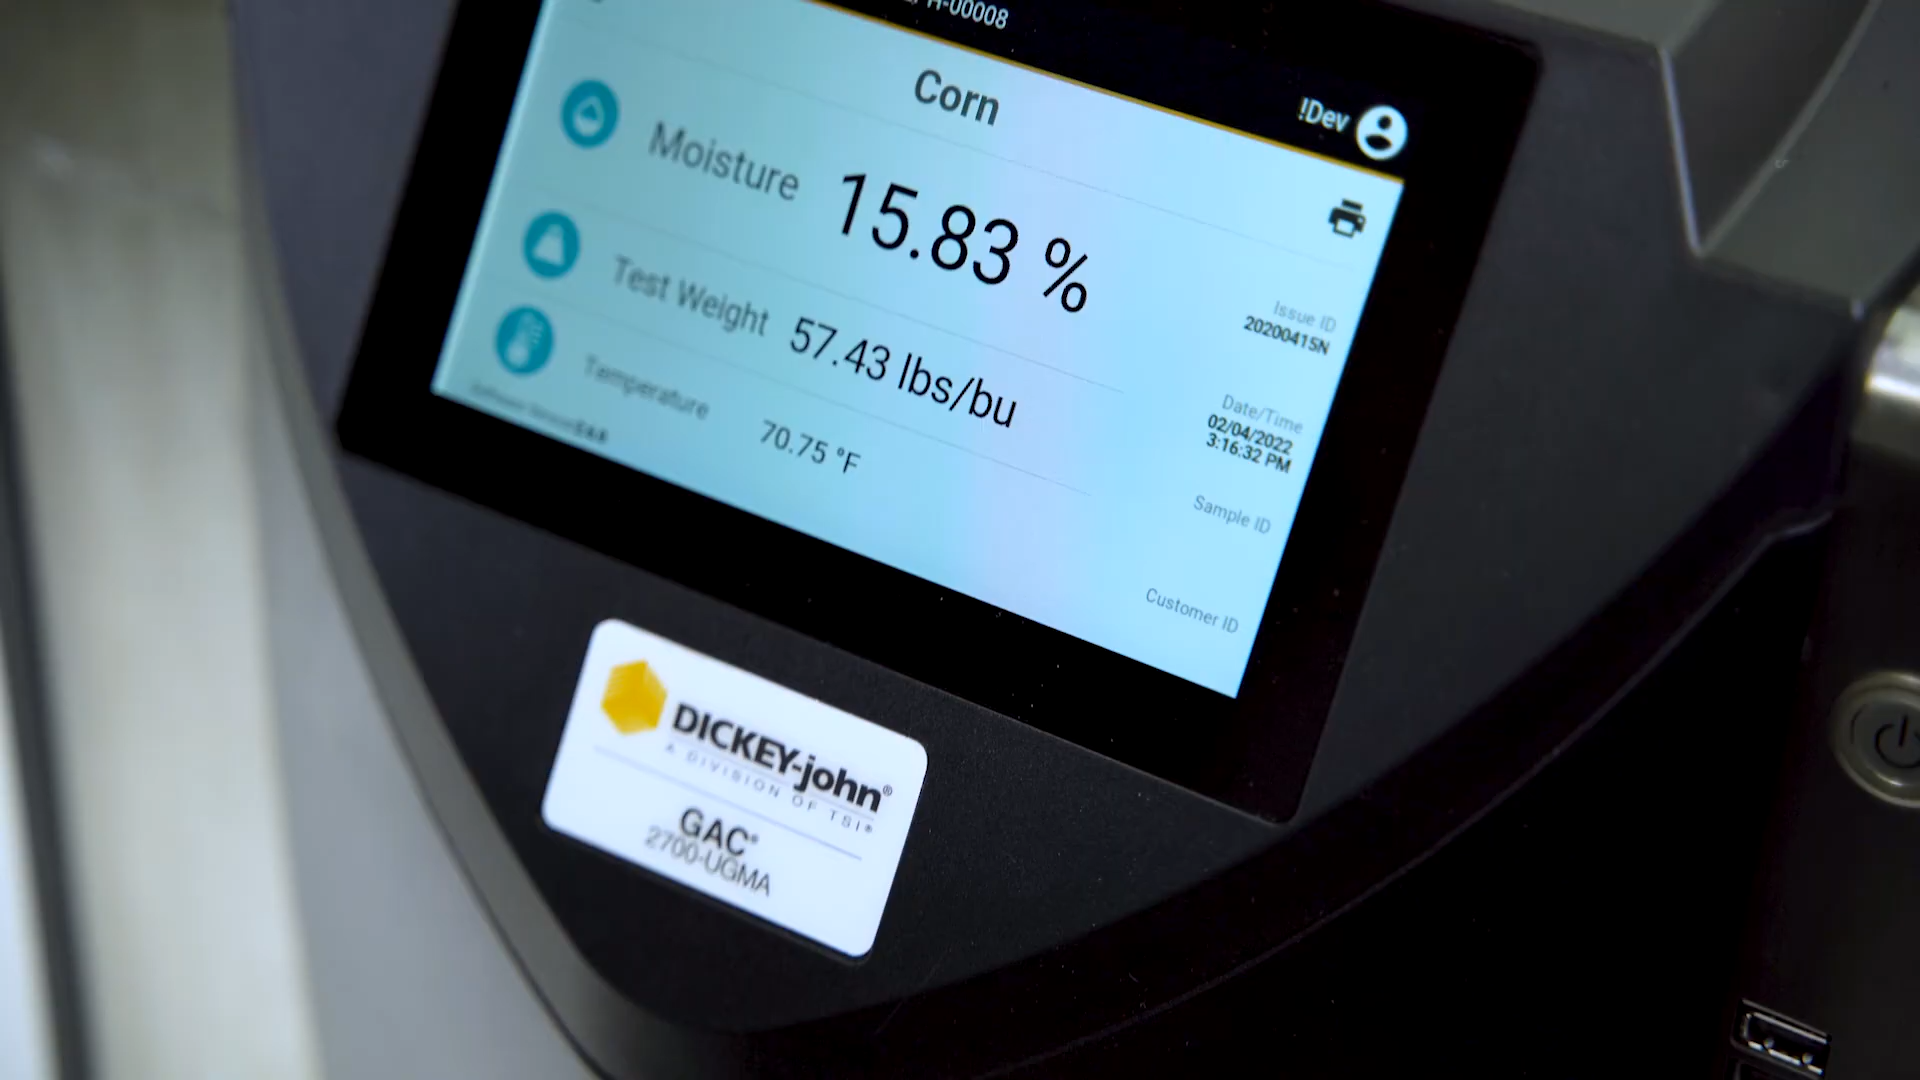 H-00008
!Dev
Corn
Moisture 15.83 %
Test Weight 57.43 lbs/bu
Temperature 70.75 °F
Issue ID
20200415N
Date/Time
02/04/2022
3:16:32 PM
Sample ID
Customer ID
DICKEY-john®
A DIVISION OF TSI®
GAC®
2700-UGMA